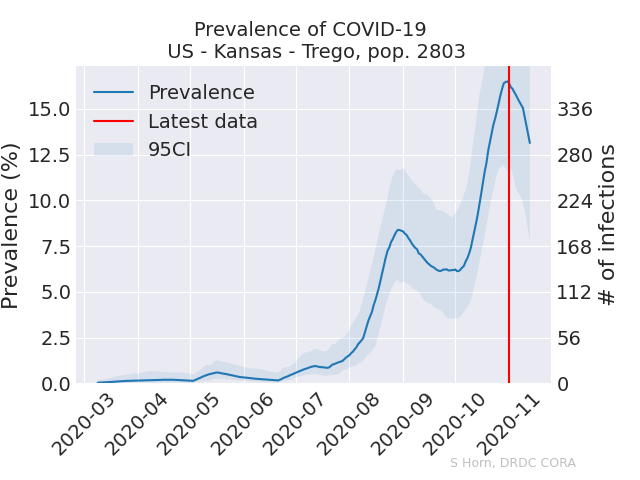 Prevalence of COVID-19
US - Kansas - Trego, pop. 2803
Prevalence
Latest data
95CI
Prevalence (%)
15.0
12.5
10.0
7.5
5.0
2.5
0.0
336
280
224
168
112
56
0
# of infections
2020-03
2020-04
2020-05
2020-06
2020-07
2020-08
2020-09
2020-10
2020-11
S Horn, DRDC CORA